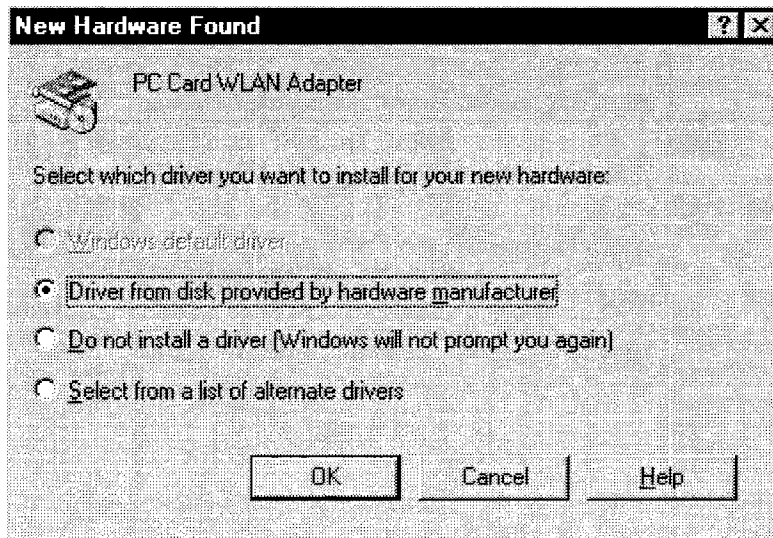 New Hardware Found
PC Card WLAN Adapter
Select which driver you want to install for your new hardware:
Windows default driver
Driver from disk provided by hardware manufacturer
Do not install a driver (Windows will not prompt you again)
Select from a list of alternate drivers
OK Cancel Help